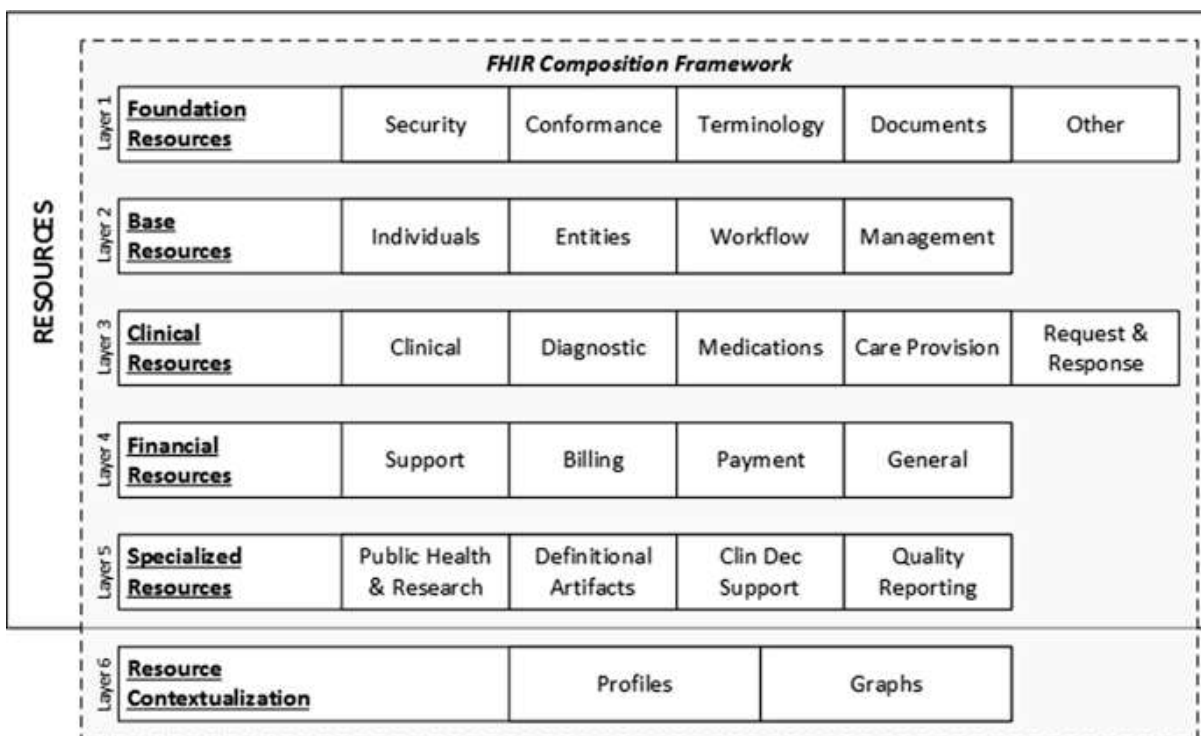 FHIR Composition Framework
RESOURCES
Layer 1
Foundation
Resources
Security
Conformance
Terminology
Documents
Other
Layer 2
Base
Resources
Individuals
Entities
Workflow
Management
Layer 3
Clinical
Resources
Clinical
Diagnostic
Medications
Care Provision
Request &
Response
Layer 4
Financial
Resources
Support
Billing
Payment
General
Layer 5
Specialized
Resources
Public Health
& Research
Definitional
Artifacts
Clin Dec
Support
Quality
Reporting
Layer 6
Resource
Contextualization
Profiles
Graphs